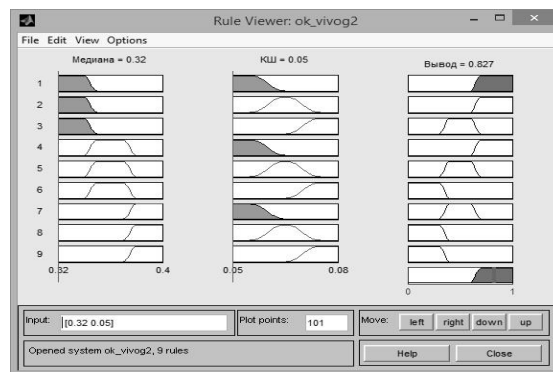 Rule Viewer: ok_vivog2
File Edit View Options
Медиана = 0.32
КШ = 0.05
Вывод = 0.827
1
2
3
4
5
6
7
8
9
0.32 0.4
0.05 0.08
0 1
Input: [0.32 0.05]
Plot points: 101
Move: left right down up
Opened system ok_vivog2, 9 rules
Help Close